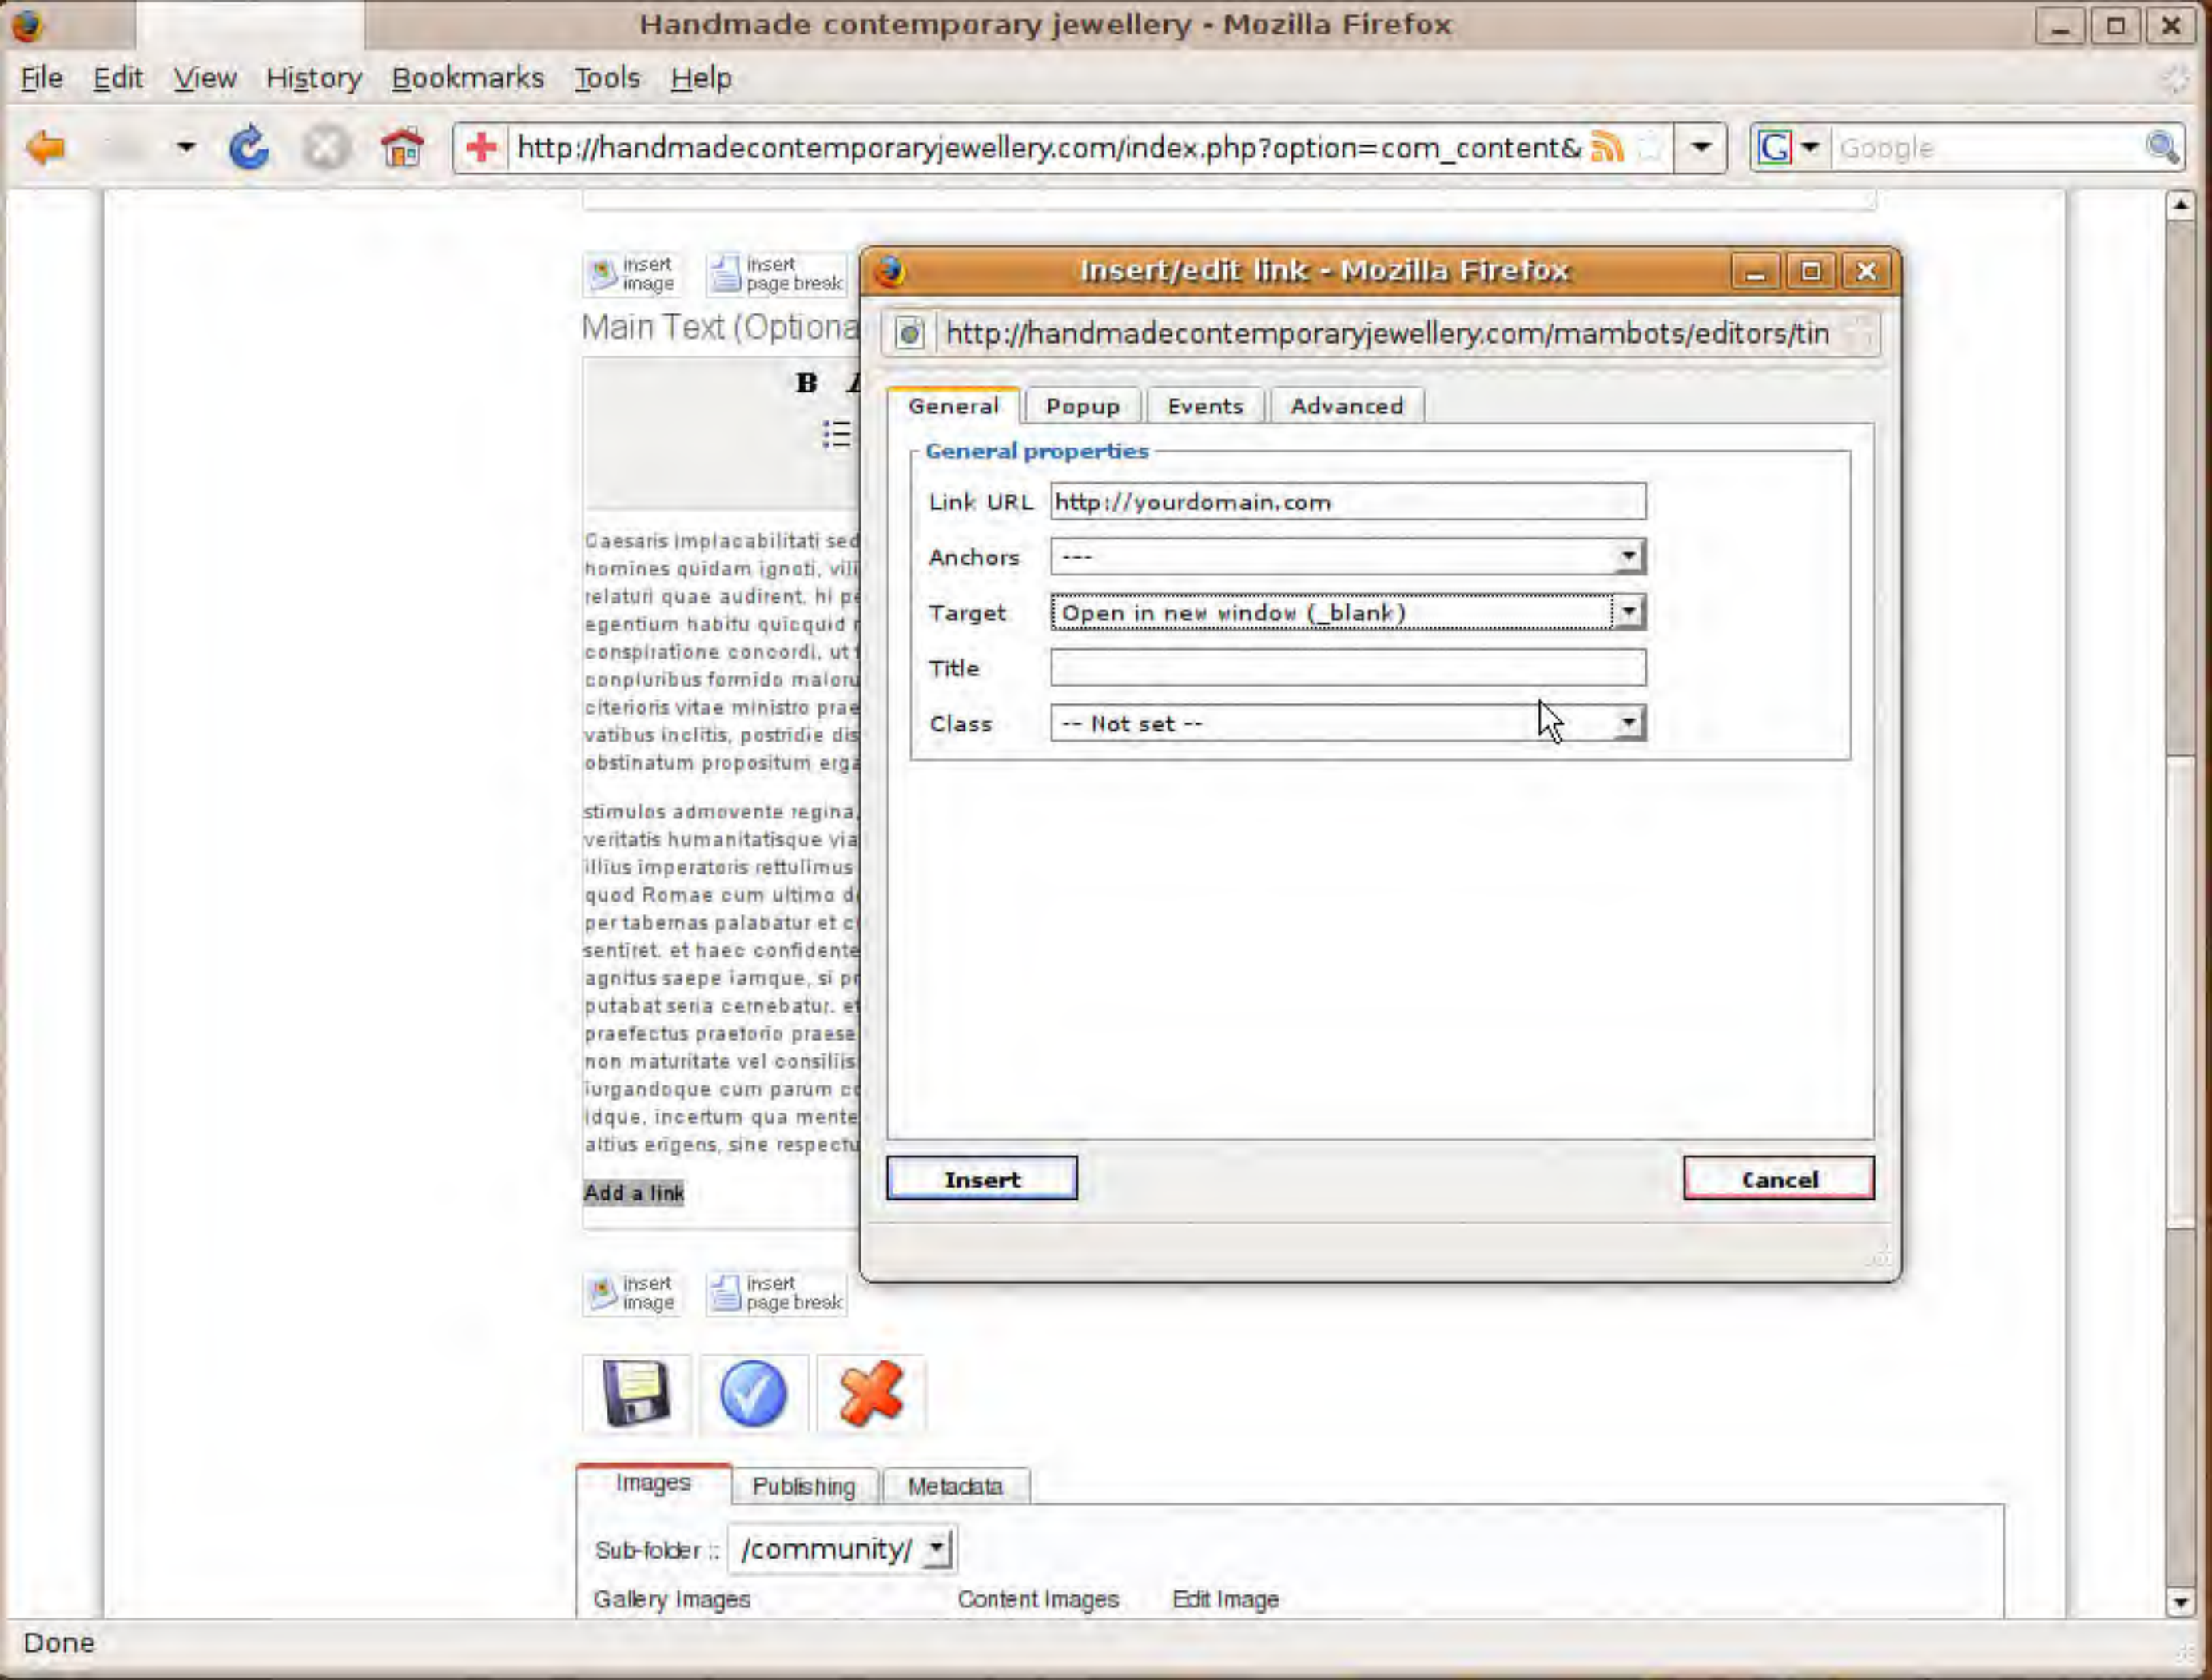 Handmade contemporary jewellery - Mozilla Firefox
File Edit View History Bookmarks Tools Help
http://handmadecontemporaryjewellery.com/index.php?option=com_content&
Google
insert image
insert page break
Main Text (Optiona
B
Insert/edit link - Mozilla Firefox
http://handmadecontemporaryjewellery.com/mambots/editors/tin
General Popup Events Advanced
General properties
Link URL http://yourdomain.com
Anchors ---
Target Open in new window (_blank)
Title
Class -- Not set --
Insert Cancel
Caesaris implacabilitati sed
homines quidam ignoti, vili
relaturi quae audirent. hi pe
egentium habitu quicquid
conspiratione concordi, ut
conpluribus formido maloru
citerioris vitae ministro prae
vatibus inclitis, postridie dis
obstinatum propositum erga
stimulos admovente regina,
veritatis humanitatisque via
illius imperatoris rettulimus
quod Romae cum ultimo d
per tabernas palabatur et c
sentiret. et haec confidente
agnitus saepe iamque, si pr
putabat seria cernebatur. et
praefectus praetorio praese
non maturitate vel consiliis
iurgandoque cum parum co
idque, incertum qua mente
altius erigens, sine respectu
Add a link
insert image
insert page break
Images Publishing Metadata
Sub-folder :: /community/
Gallery Images Content Images Edit Image
Done